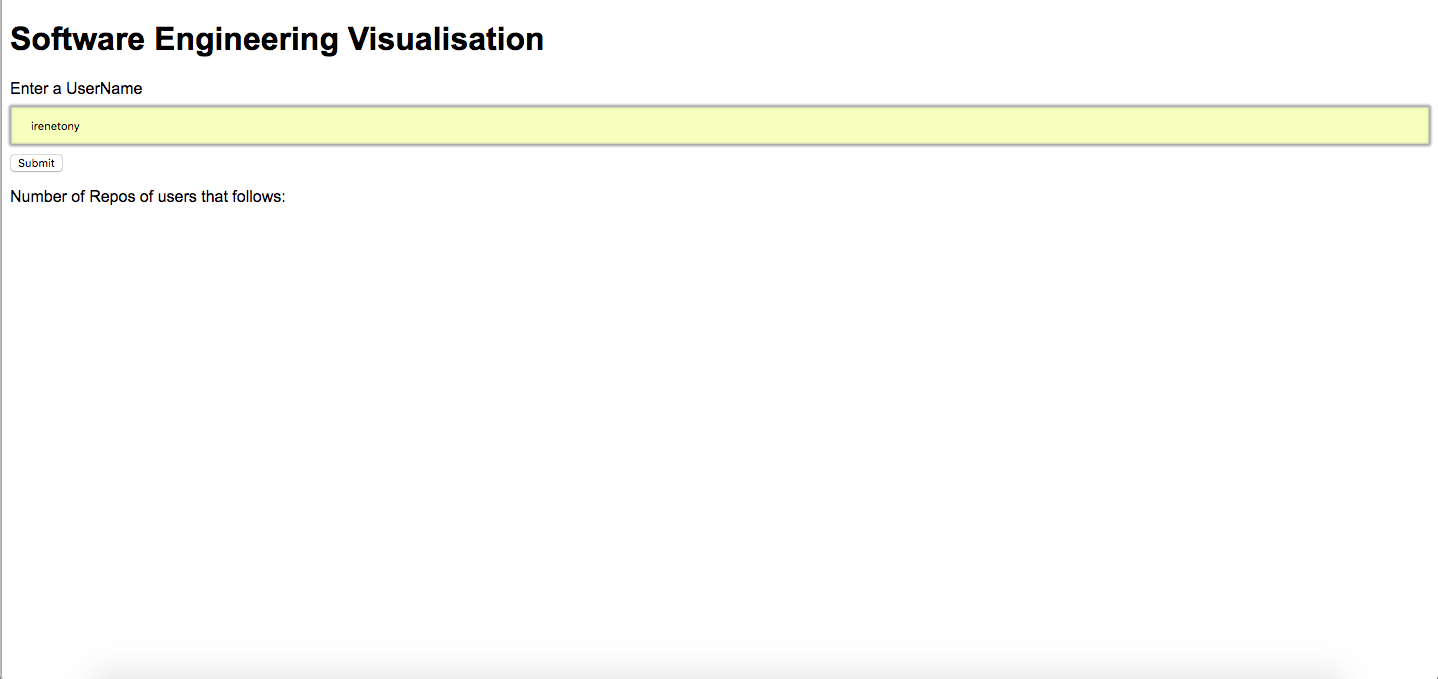 Software Engineering Visualisation
Enter a UserName
irenetony
Submit
Number of Repos of users that follows: